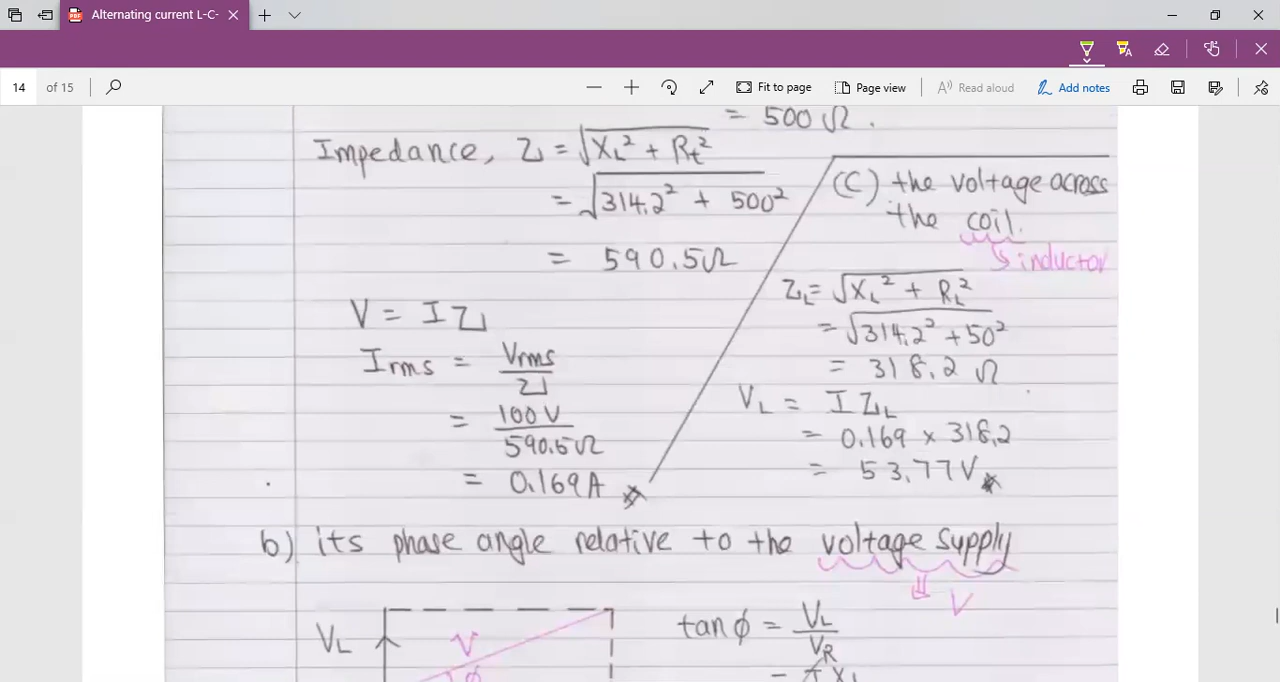 Alternating current L-C-
14 of 15
Fit to page
Page view
Read aloud
Add notes
= 500 Ω.
Impedance, Z = √XL² + Rt²
= √314.2² + 500²
= 590.5Ω
V = IZ
Irms = Vrms / Z
= 100V / 590.5Ω
= 0.169A
(C) the voltage across
the coil.
↳ inductor
ZL = √XL² + RL²
= √314.2² + 50²
= 318.2 Ω
VL = IZL
= 0.169 × 318.2
= 53.77V
b) its phase angle relative to the voltage supply
⇓ V
VL
V
φ
tan φ = VL / VR